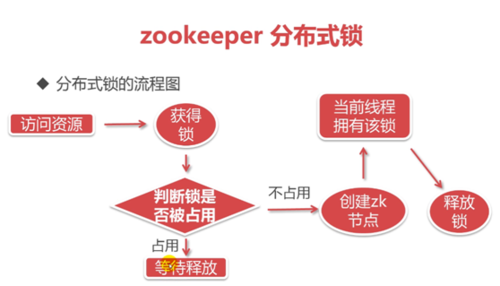 zookeeper 分布式锁
◆ 分布式锁的流程图
访问资源
获得
锁
判断锁是
否被占用
占用
等待释放
不占用
创建zk
节点
当前线程
拥有该锁
释放
锁